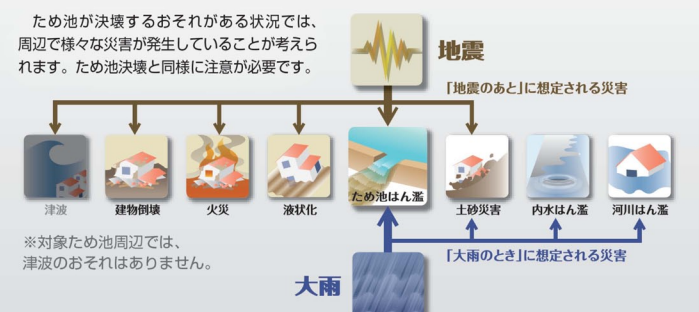 ため池が決壊するおそれがある状況では、
周辺で様々な災害が発生していることが考えら
れます。ため池決壊と同様に注意が必要です。
地震
「地震のあと」に想定される災害
津波
建物倒壊
火災
液状化
ため池はん濫
土砂災害
内水はん濫
河川はん濫
※対象ため池周辺では、
津波のおそれはありません。
「大雨のとき」に想定される災害
大雨